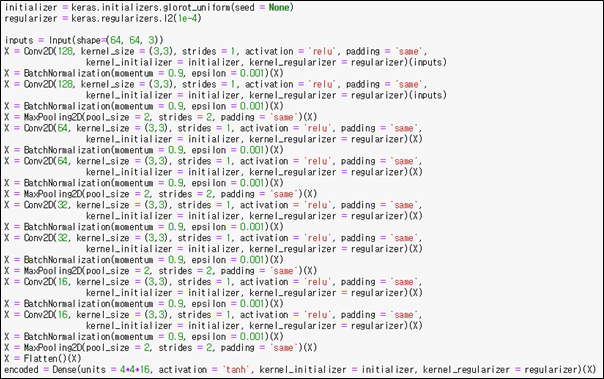 initializer = keras.initializers.glorot_uniform(seed = None)
regularizer = keras.regularizers.l2(1e-4)
inputs = Input(shape=(64, 64, 3))
X = Conv2D(128, kernel_size = (3,3), strides = 1, activation = 'relu', padding = 'same',
kernel_initializer = initializer, kernel_regularizer = regularizer)(inputs)
X = BatchNormalization(momentum = 0.9, epsilon = 0.001)(X)
X = Conv2D(128, kernel_size = (3,3), strides = 1, activation = 'relu', padding = 'same',
kernel_initializer = initializer, kernel_regularizer = regularizer)(inputs)
X = BatchNormalization(momentum = 0.9, epsilon = 0.001)(X)
X = MaxPooling2D(pool_size = 2, strides = 2, padding = 'same')(X)
X = Conv2D(64, kernel_size = (3,3), strides = 1, activation = 'relu', padding = 'same',
kernel_initializer = initializer, kernel_regularizer = regularizer)(X)
X = BatchNormalization(momentum = 0.9, epsilon = 0.001)(X)
X = Conv2D(64, kernel_size = (3,3), strides = 1, activation = 'relu', padding = 'same',
kernel_initializer = initializer, kernel_regularizer = regularizer)(X)
X = BatchNormalization(momentum = 0.9, epsilon = 0.001)(X)
X = MaxPooling2D(pool_size = 2, strides = 2, padding = 'same')(X)
X = Conv2D(32, kernel_size = (3,3), strides = 1, activation = 'relu', padding = 'same',
kernel_initializer = initializer, kernel_regularizer = regularizer)(X)
X = BatchNormalization(momentum = 0.9, epsilon = 0.001)(X)
X = Conv2D(32, kernel_size = (3,3), strides = 1, activation = 'relu', padding = 'same',
kernel_initializer = initializer, kernel_regularizer = regularizer)(X)
X = BatchNormalization(momentum = 0.9, epsilon = 0.001)(X)
X = MaxPooling2D(pool_size = 2, strides = 2, padding = 'same')(X)
X = Conv2D(16, kernel_size = (3,3), strides = 1, activation = 'relu', padding = 'same',
kernel_initializer = initializer, kernel_regularizer = regularizer)(X)
X = BatchNormalization(momentum = 0.9, epsilon = 0.001)(X)
X = Conv2D(16, kernel_size = (3,3), strides = 1, activation = 'relu', padding = 'same',
kernel_initializer = initializer, kernel_regularizer = regularizer)(X)
X = BatchNormalization(momentum = 0.9, epsilon = 0.001)(X)
X = MaxPooling2D(pool_size = 2, strides = 2, padding = 'same')(X)
X = Flatten()(X)
encoded = Dense(units = 4*4*16, activation = 'tanh', kernel_initializer = initializer, kernel_regularizer = regularizer)(X)